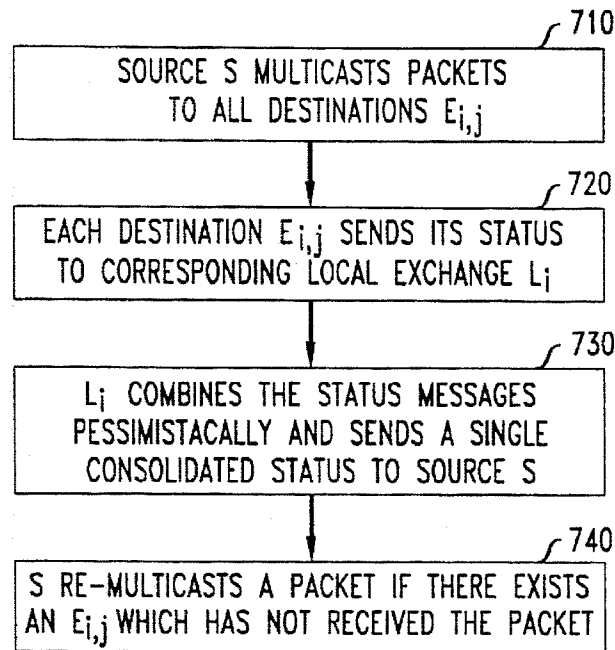 710
SOURCE S MULTICASTS PACKETS
TO ALL DESTINATIONS Ei,j
720
EACH DESTINATION Ei,j SENDS ITS STATUS
TO CORRESPONDING LOCAL EXCHANGE Li
730
Li COMBINES THE STATUS MESSAGES
PESSIMISTACALLY AND SENDS A SINGLE
CONSOLIDATED STATUS TO SOURCE S
740
S RE-MULTICASTS A PACKET IF THERE EXISTS
AN Ei,j WHICH HAS NOT RECEIVED THE PACKET